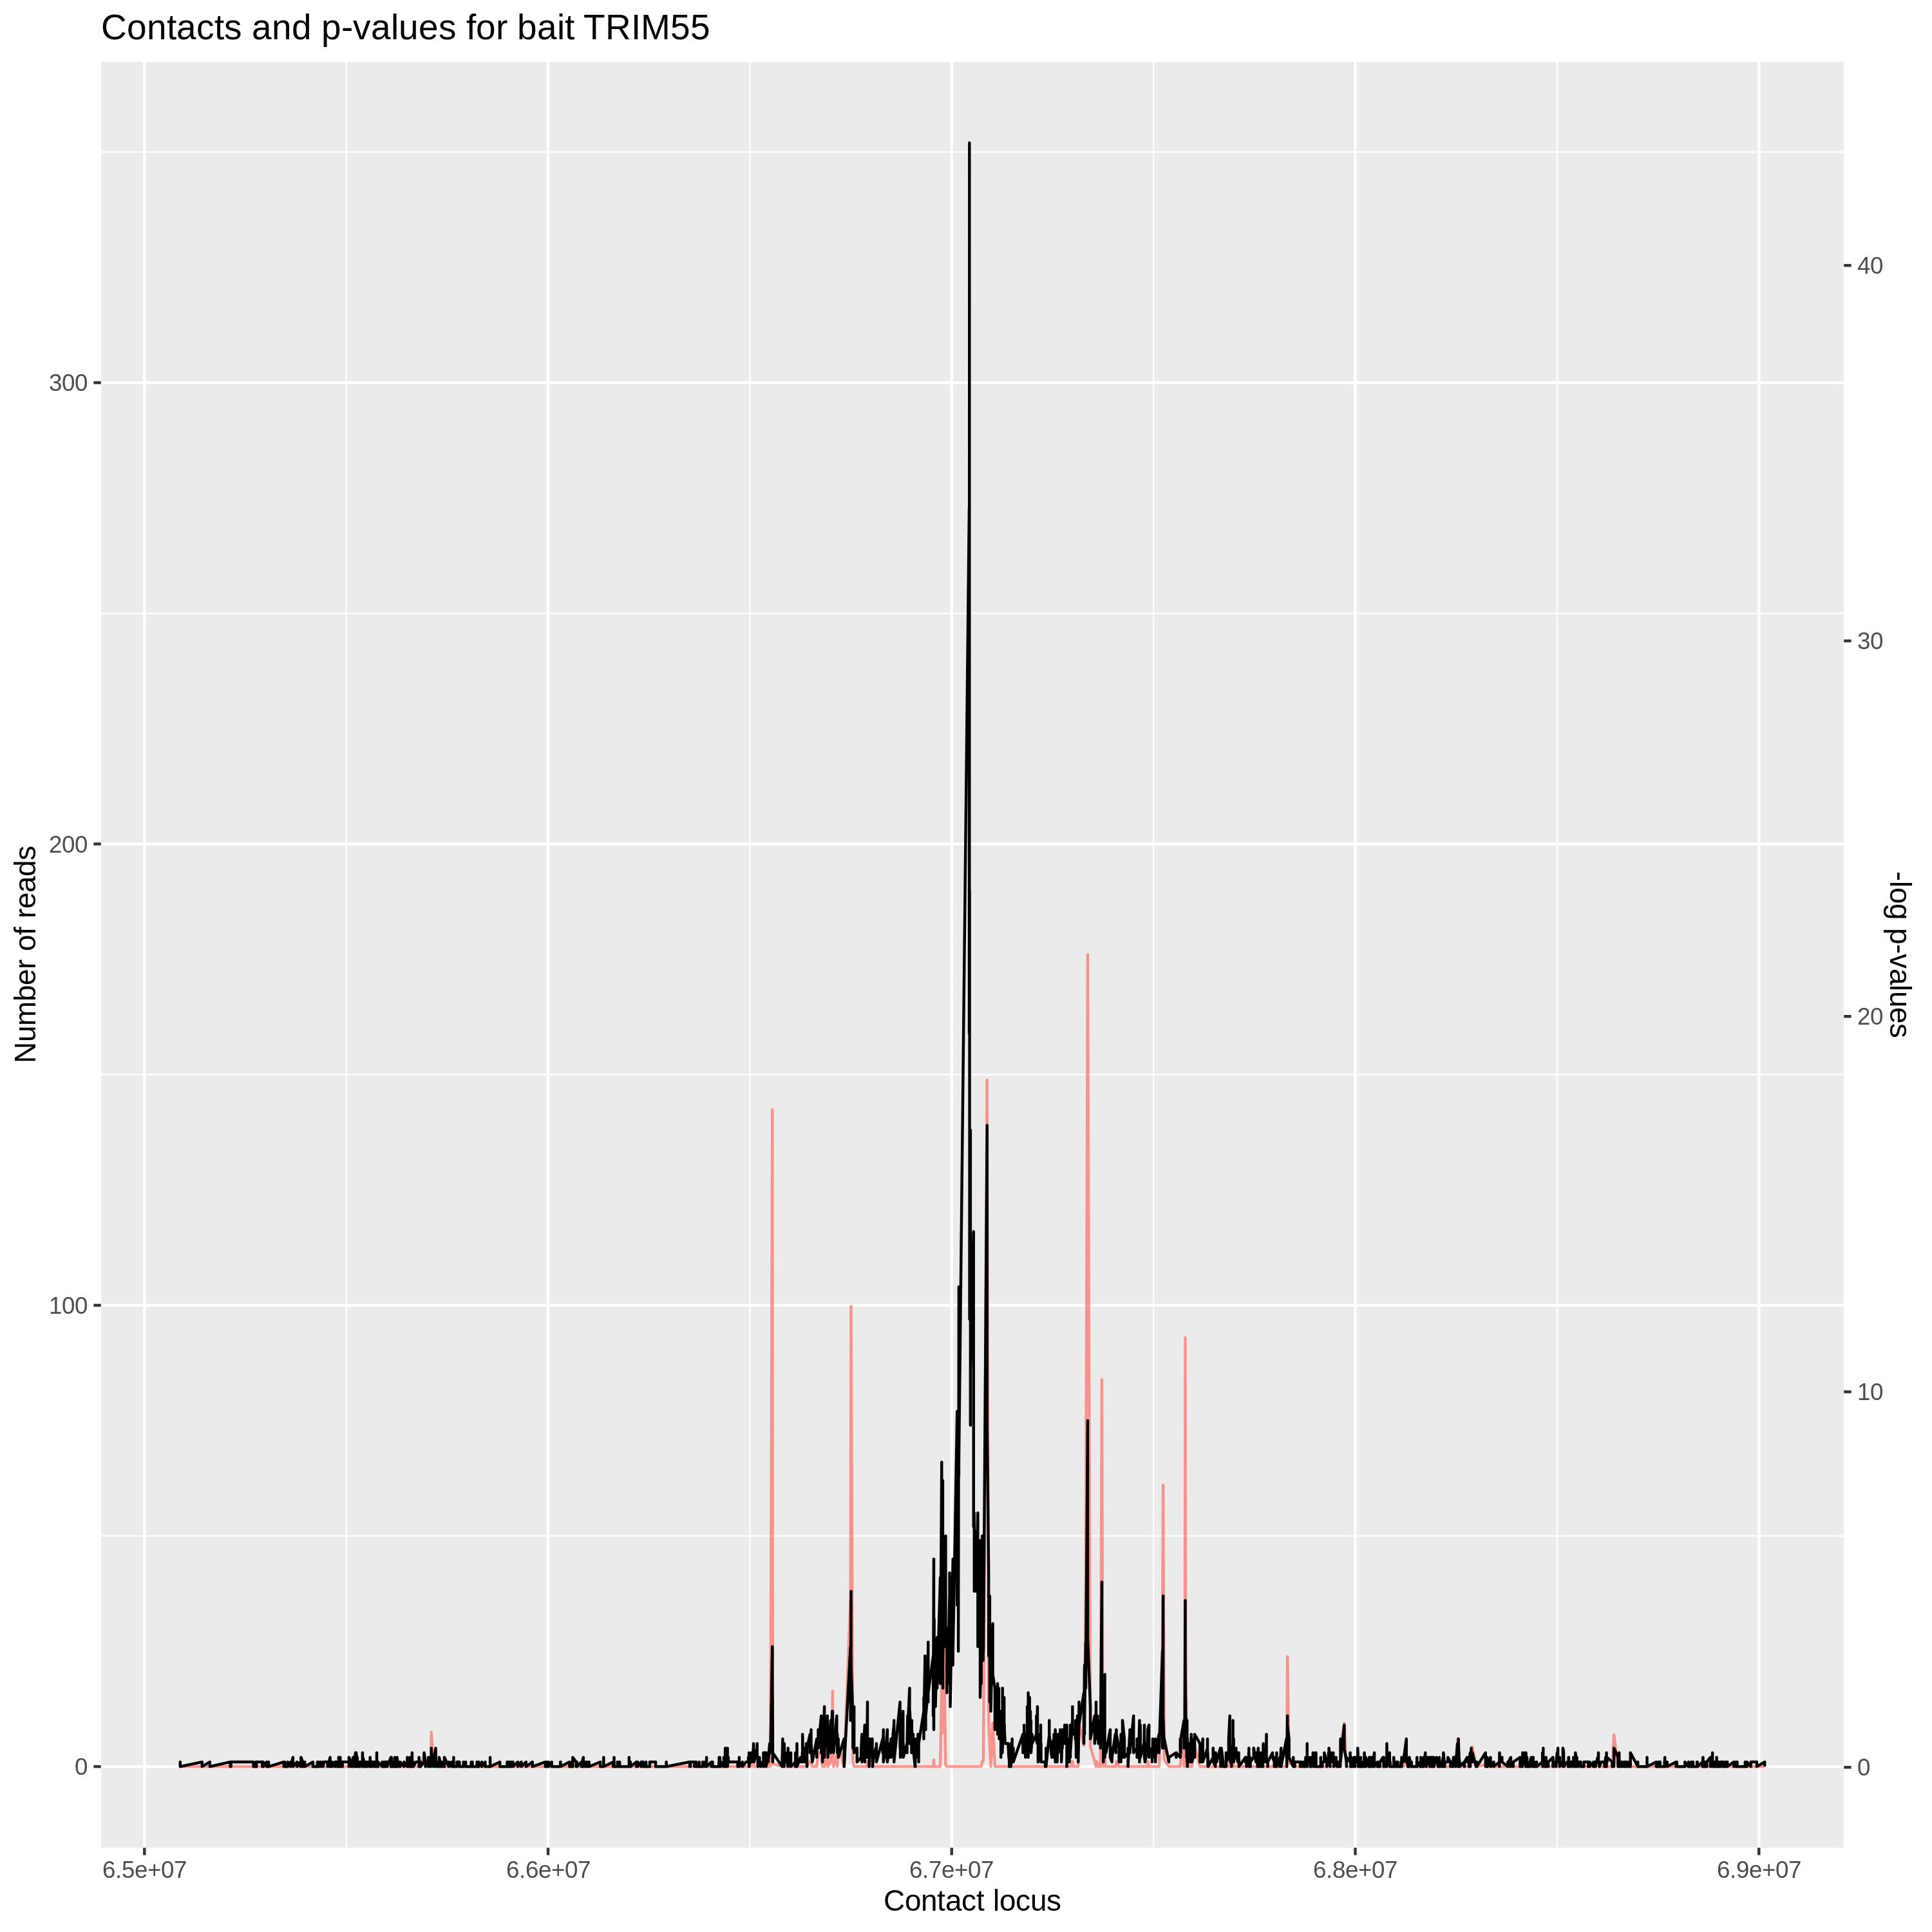 Contacts and p-values for bait TRIM55
Number of reads
300
200
100
0
40
30
20
10
0
-log p-values
6.5e+07 6.6e+07 6.7e+07 6.8e+07 6.9e+07
Contact locus